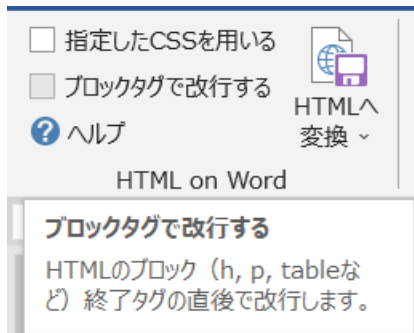 指定したCSSを用いる
ブロックタグで改行する
ヘルプ
HTMLへ
変換
HTML on Word
ブロックタグで改行する
HTMLのブロック（h, p, tableな
ど）終了タグの直後で改行します。